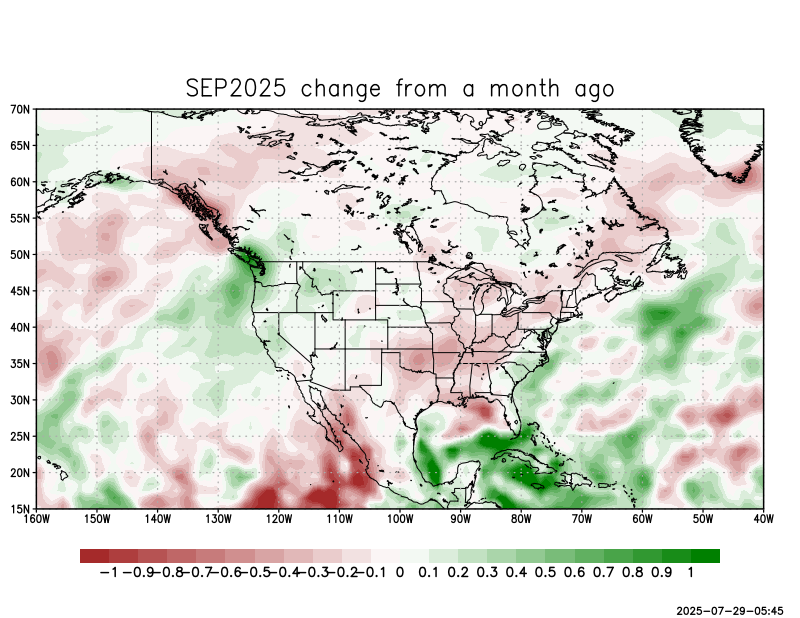 SEP2025 change from a month ago
70N
65N
60N
55N
50N
45N
40N
35N
30N
25N
20N
15N
160W 150W 140W 130W 120W 110W 100W 90W 80W 70W 60W 50W 40W
-1 -0.9 -0.8 -0.7 -0.6 -0.5 -0.4 -0.3 -0.2 -0.1 0 0.1 0.2 0.3 0.4 0.5 0.6 0.7 0.8 0.9 1
2025-07-29-05:45